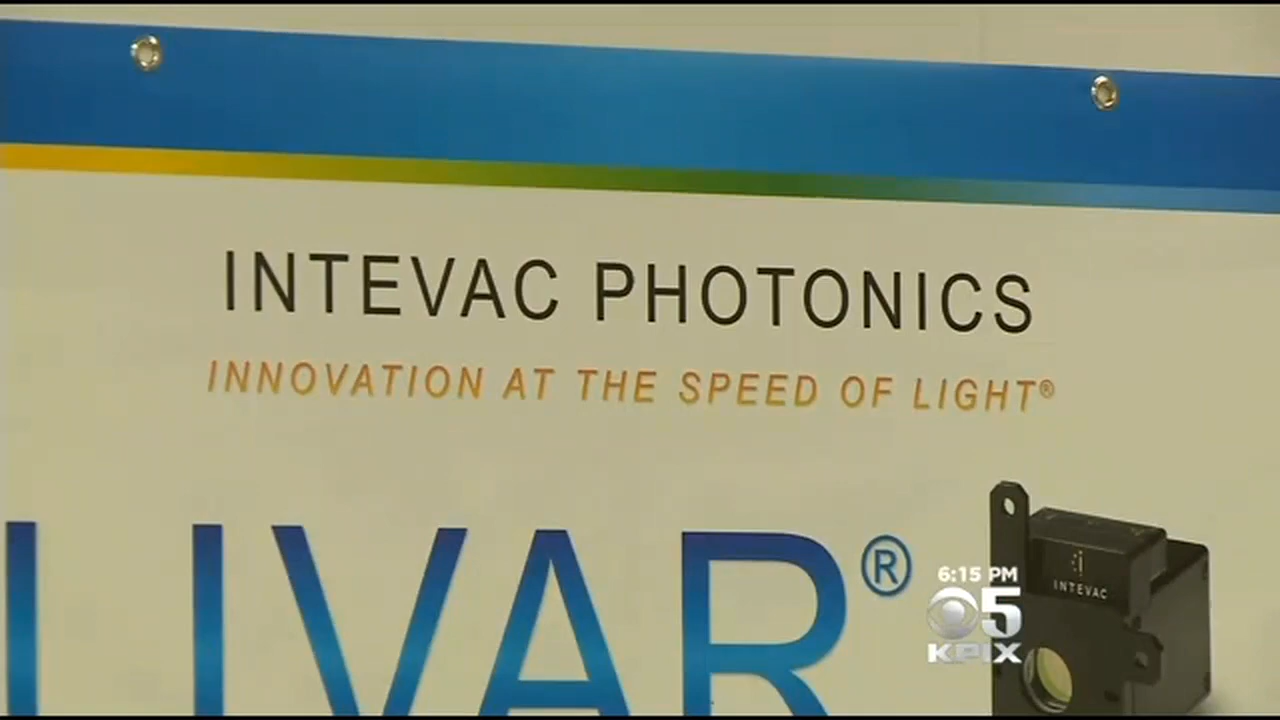 INTEVAC PHOTONICS
INNOVATION AT THE SPEED OF LIGHT®
LIVAR®
INTEVAC
6:15 PM
5
KPIX